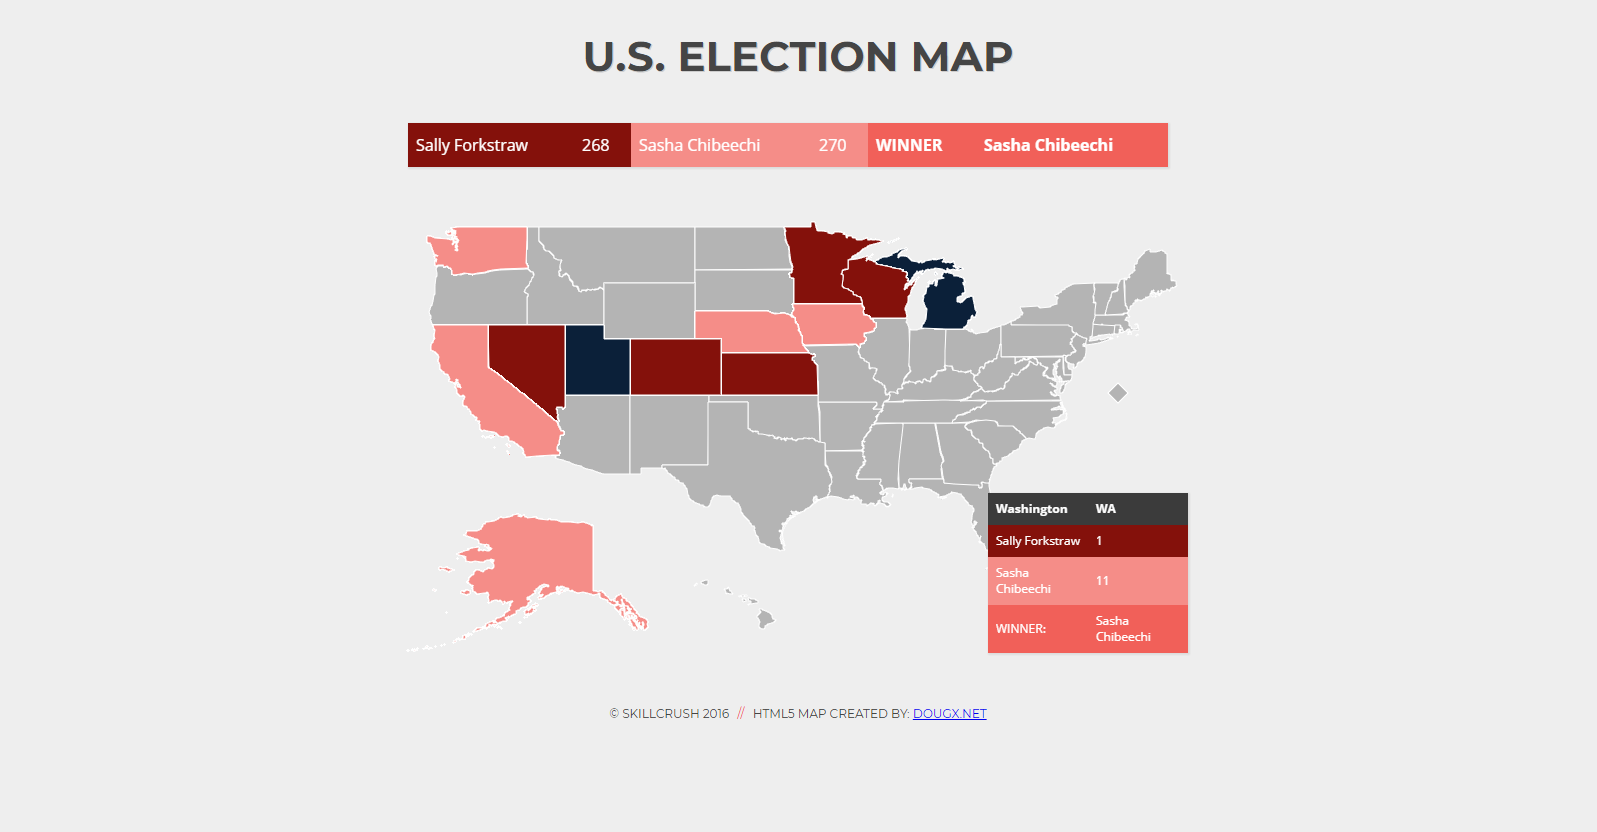 U.S. ELECTION MAP
Sally Forkstraw 268 Sasha Chibeechi 270 WINNER Sasha Chibeechi
Washington WA
Sally Forkstraw 1
Sasha
Chibeechi 11
WINNER: Sasha
Chibeechi
© SKILLCRUSH 2016 // HTML5 MAP CREATED BY: DOUGX.NET